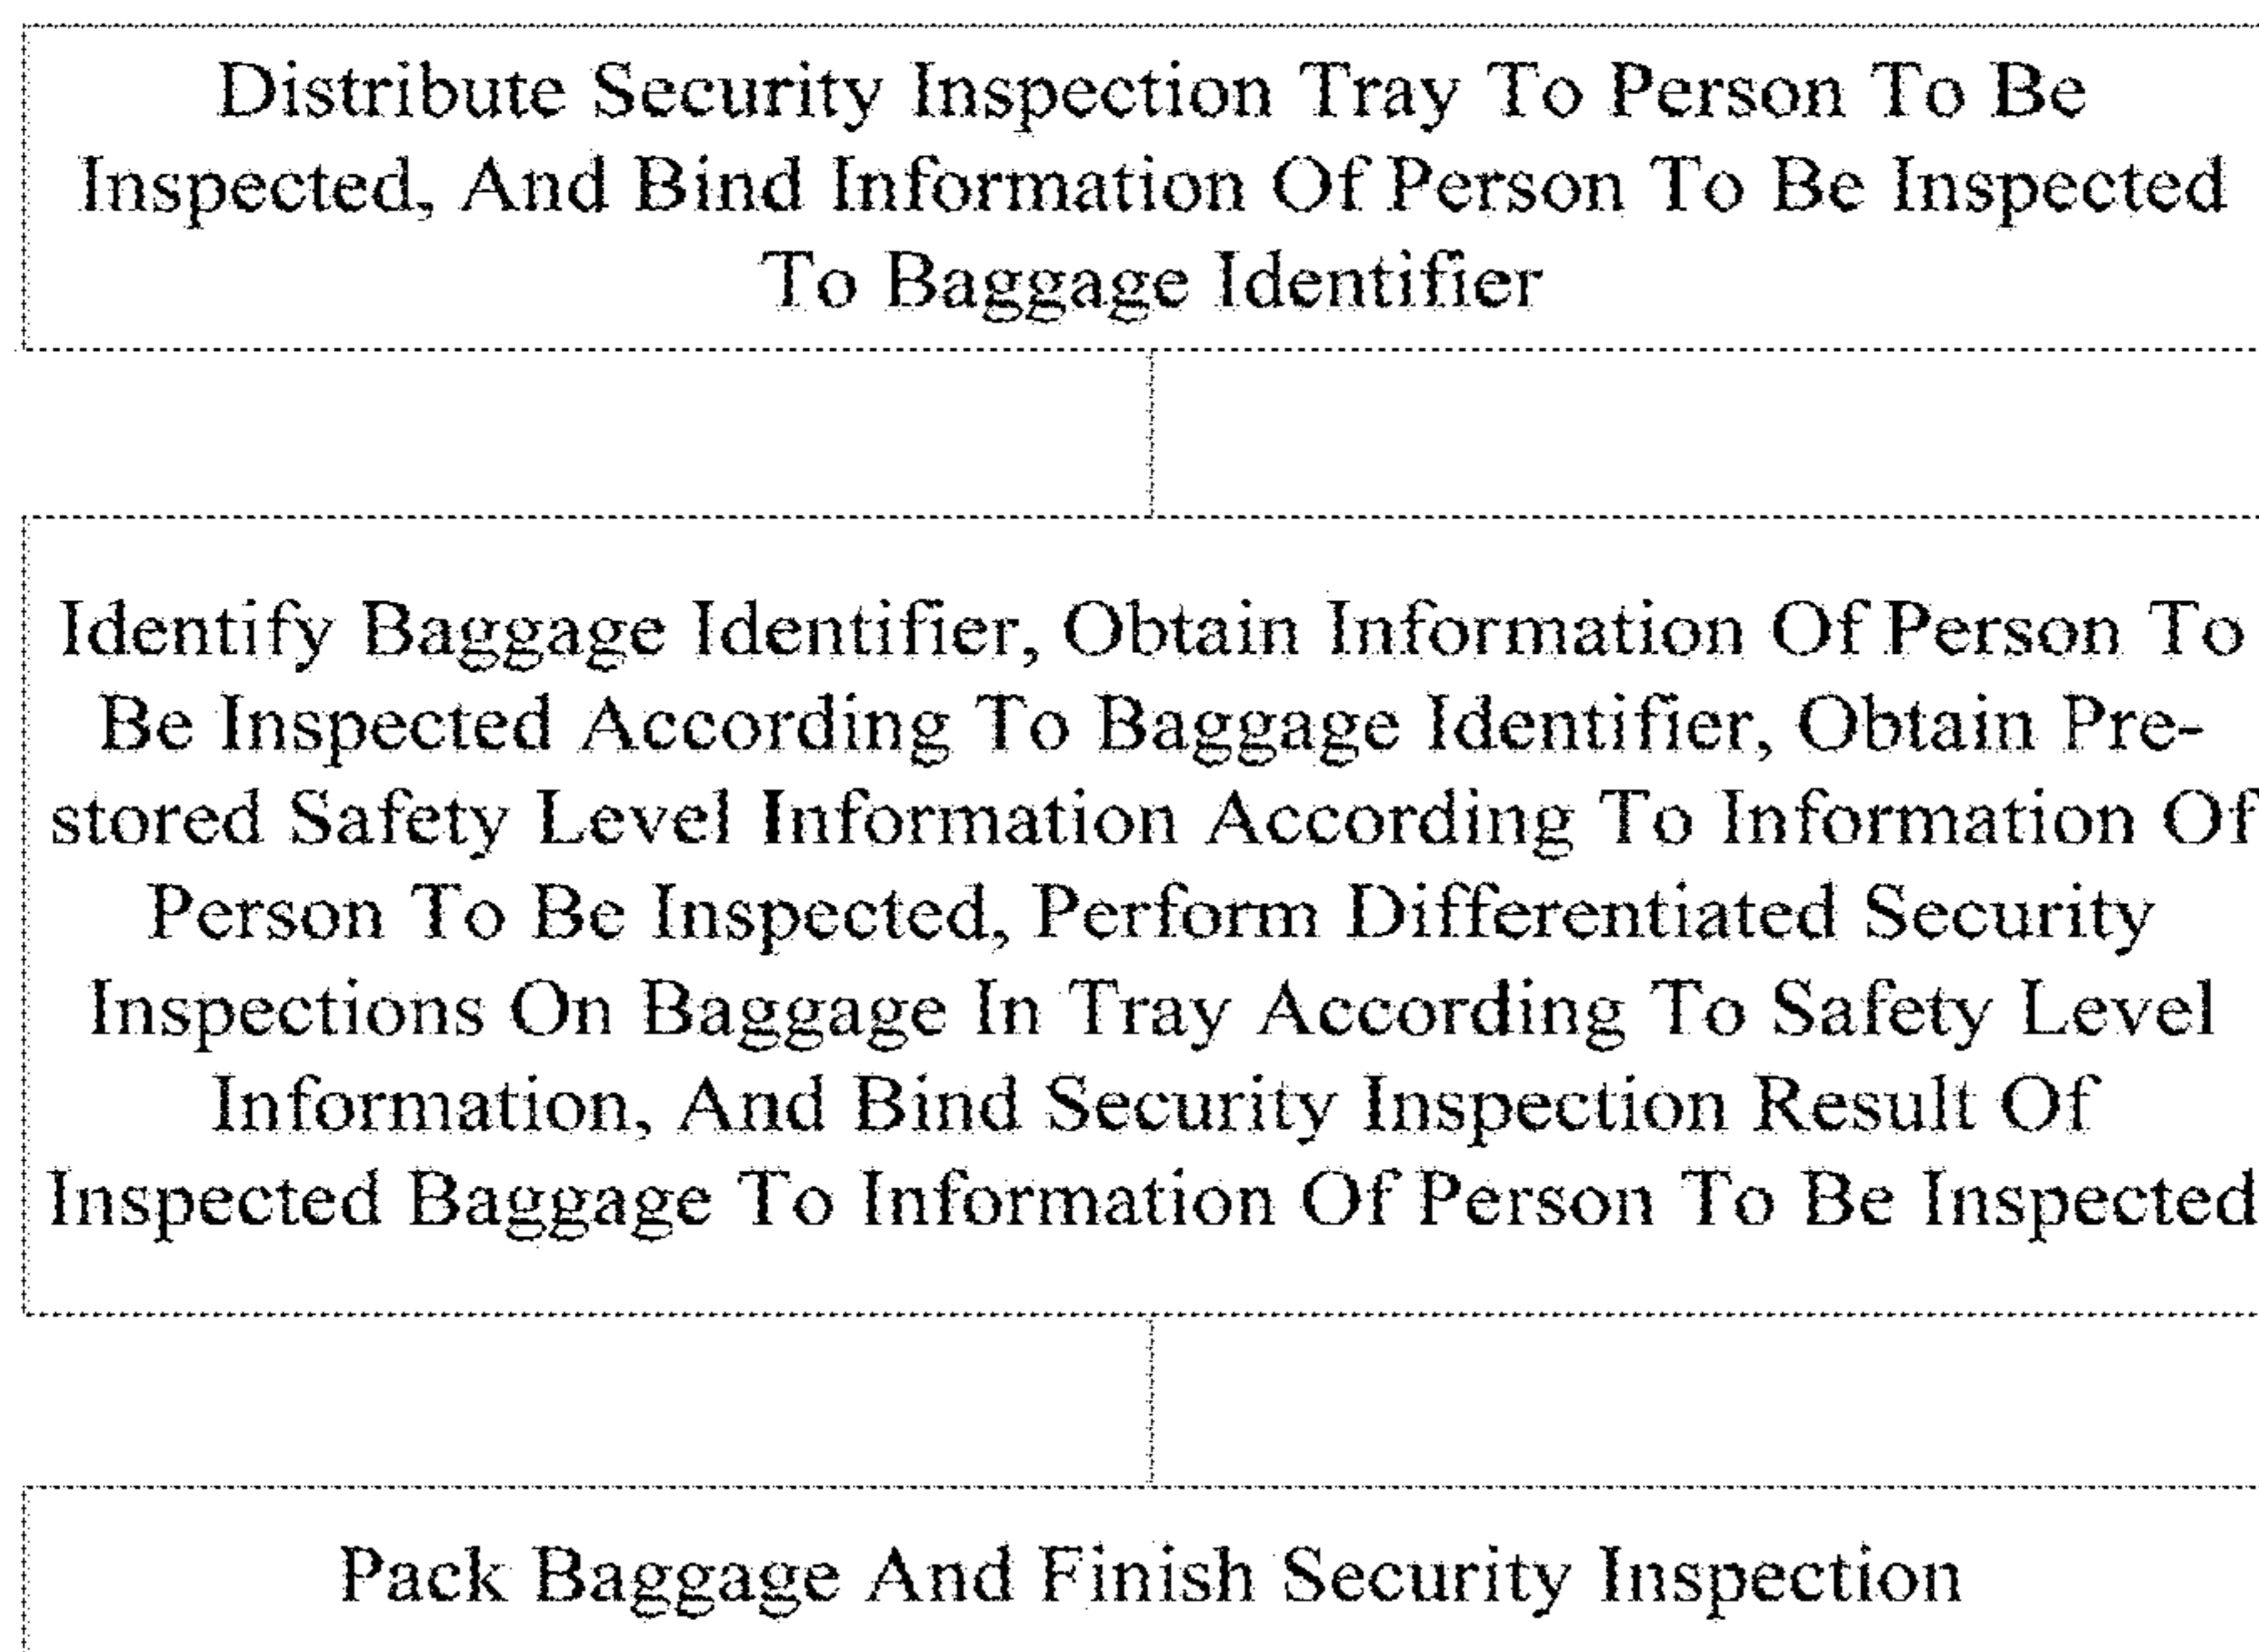 Distribute Security Inspection Tray To Person To Be
Inspected, And Bind Information Of Person To Be Inspected
To Baggage Identifier
Identify Baggage Identifier, Obtain Information Of Person To
Be Inspected According To Baggage Identifier, Obtain Pre-
stored Safety Level Information According To Information Of
Person To Be Inspected, Perform Differentiated Security
Inspections On Baggage In Tray According To Safety Level
Information, And Bind Security Inspection Result Of
Inspected Baggage To Information Of Person To Be Inspected
Pack Baggage And Finish Security Inspection